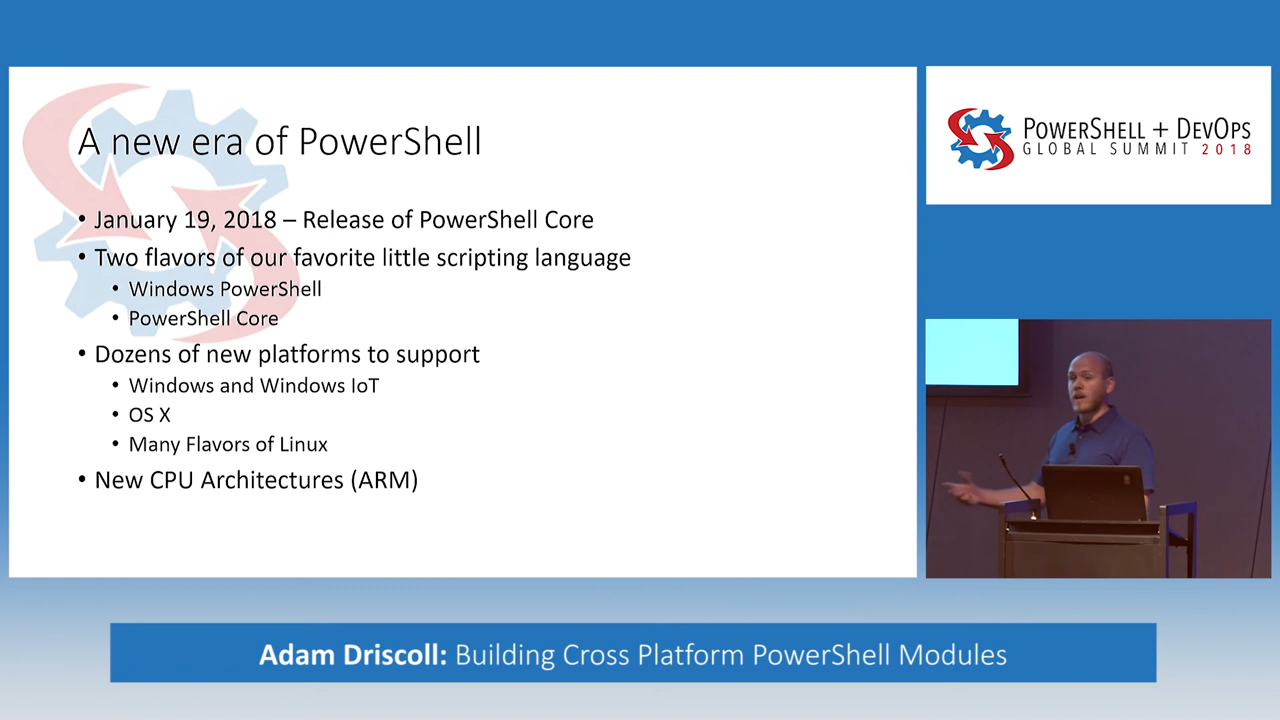 A new era of PowerShell
• January 19, 2018 – Release of PowerShell Core
• Two flavors of our favorite little scripting language
• Windows PowerShell
• PowerShell Core
• Dozens of new platforms to support
• Windows and Windows IoT
• OS X
• Many Flavors of Linux
• New CPU Architectures (ARM)
POWERSHELL + DEVOPS
GLOBAL SUMMIT 2018
Adam Driscoll: Building Cross Platform PowerShell Modules